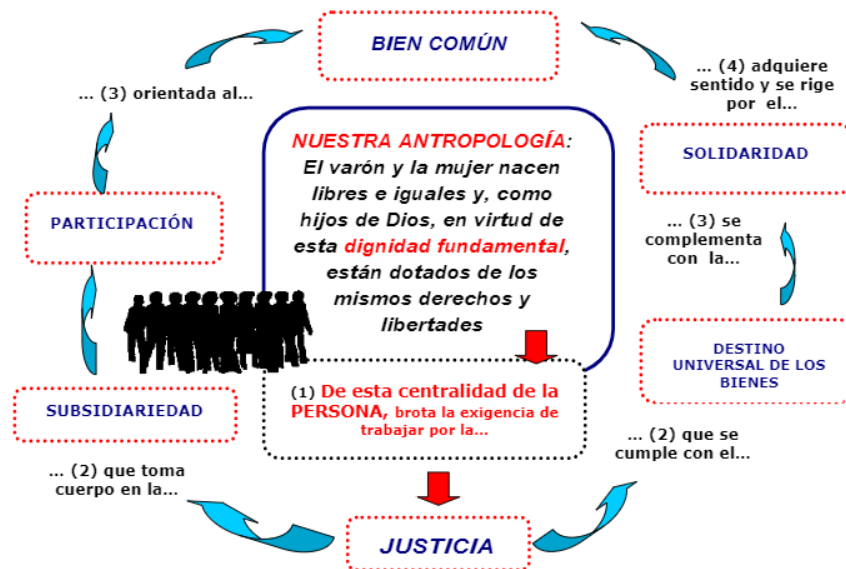 BIEN COMÚN
... (3) orientada al...
... (4) adquiere
sentido y se rige
por el...
NUESTRA ANTROPOLOGÍA:
El varón y la mujer nacen
libres e iguales y, como
hijos de Dios, en virtud de
esta dignidad fundamental,
están dotados de los
mismos derechos y
libertades
SOLIDARIDAD
PARTICIPACIÓN
... (3) se
complementa
con la...
DESTINO
UNIVERSAL DE LOS
BIENES
(1) De esta centralidad de la
PERSONA, brota la exigencia de
trabajar por la...
SUBSIDIARIEDAD
... (2) que toma
cuerpo en la...
... (2) que se
cumple con el...
JUSTICIA